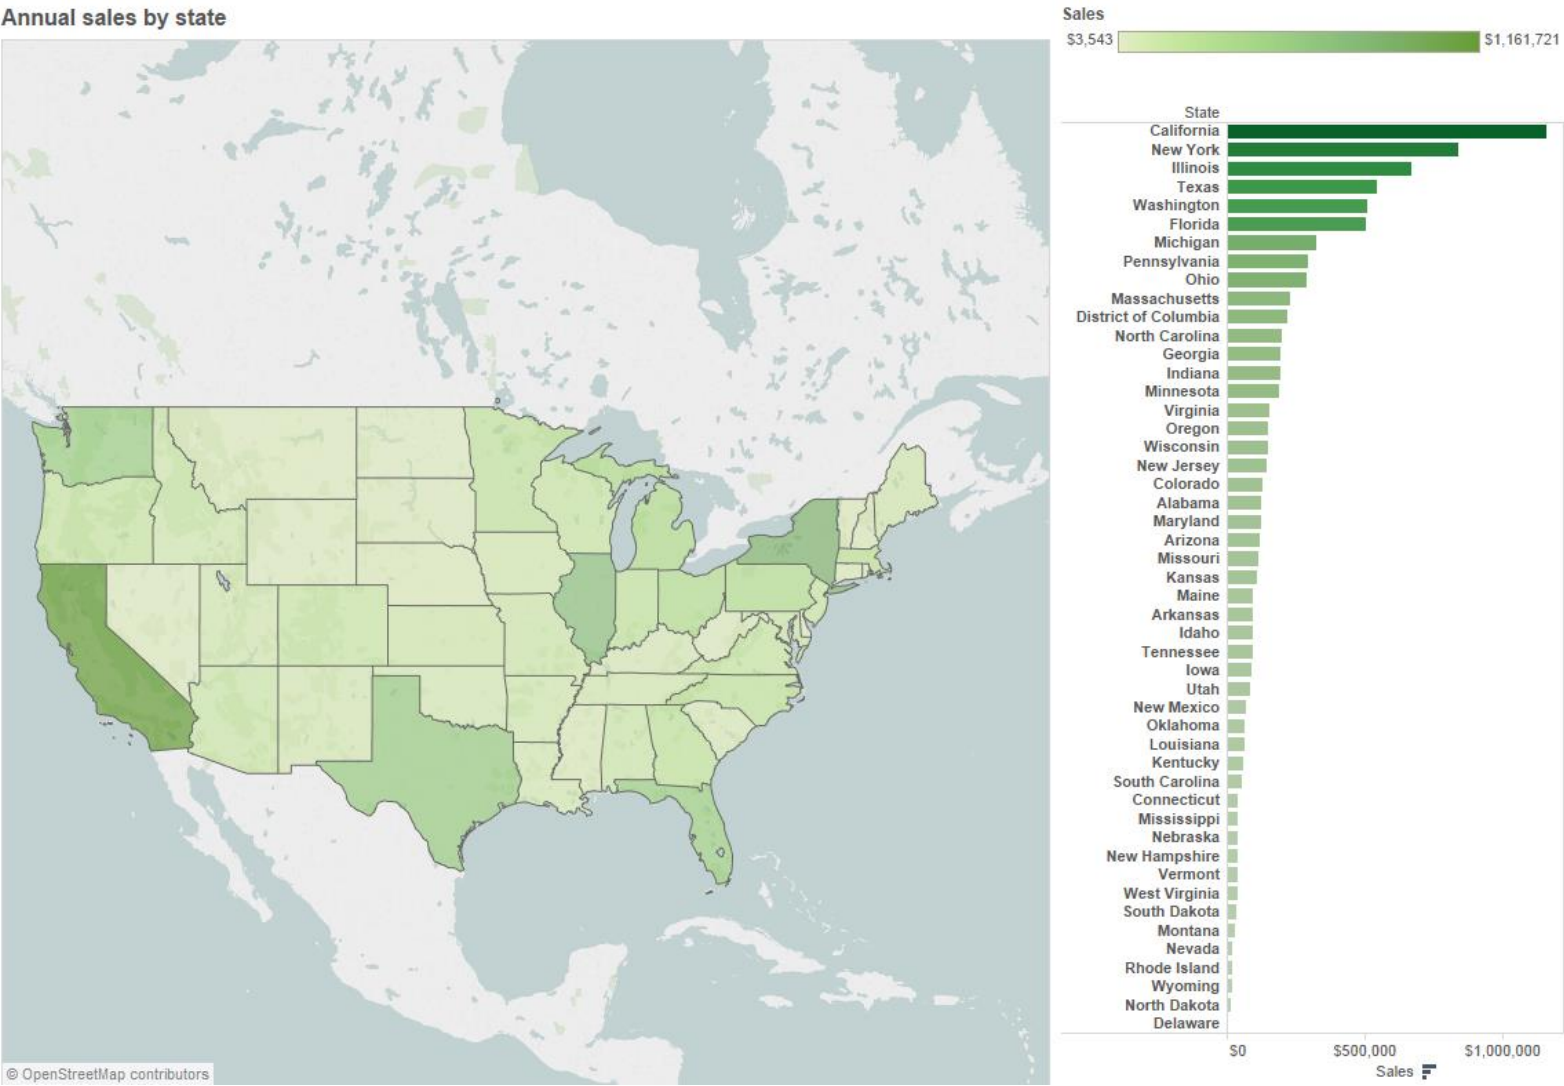 Annual sales by state
Sales
$3,543 $1,161,721
State
California
New York
Illinois
Texas
Washington
Florida
Michigan
Pennsylvania
Ohio
Massachusetts
District of Columbia
North Carolina
Georgia
Indiana
Minnesota
Virginia
Oregon
Wisconsin
New Jersey
Colorado
Alabama
Maryland
Arizona
Missouri
Kansas
Maine
Arkansas
Idaho
Tennessee
Iowa
Utah
New Mexico
Oklahoma
Louisiana
Kentucky
South Carolina
Connecticut
Mississippi
Nebraska
New Hampshire
Vermont
West Virginia
South Dakota
Montana
Nevada
Rhode Island
Wyoming
North Dakota
Delaware
$0 $500,000 $1,000,000
Sales
© OpenStreetMap contributors